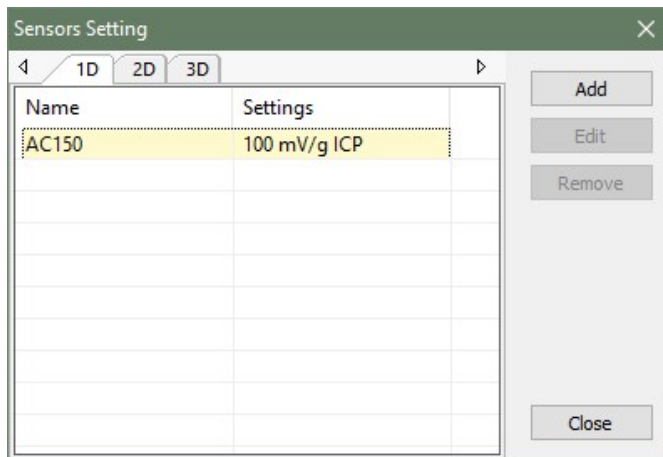 Sensors Setting
1D 2D 3D
Name Settings
AC150 100 mV/g ICP
Add
Edit
Remove
Close